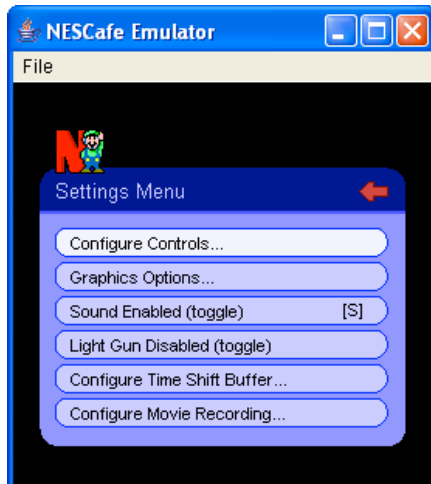 NESCafe Emulator
File
N
Settings Menu
Configure Controls...
Graphics Options...
Sound Enabled (toggle) [S]
Light Gun Disabled (toggle)
Configure Time Shift Buffer...
Configure Movie Recording...